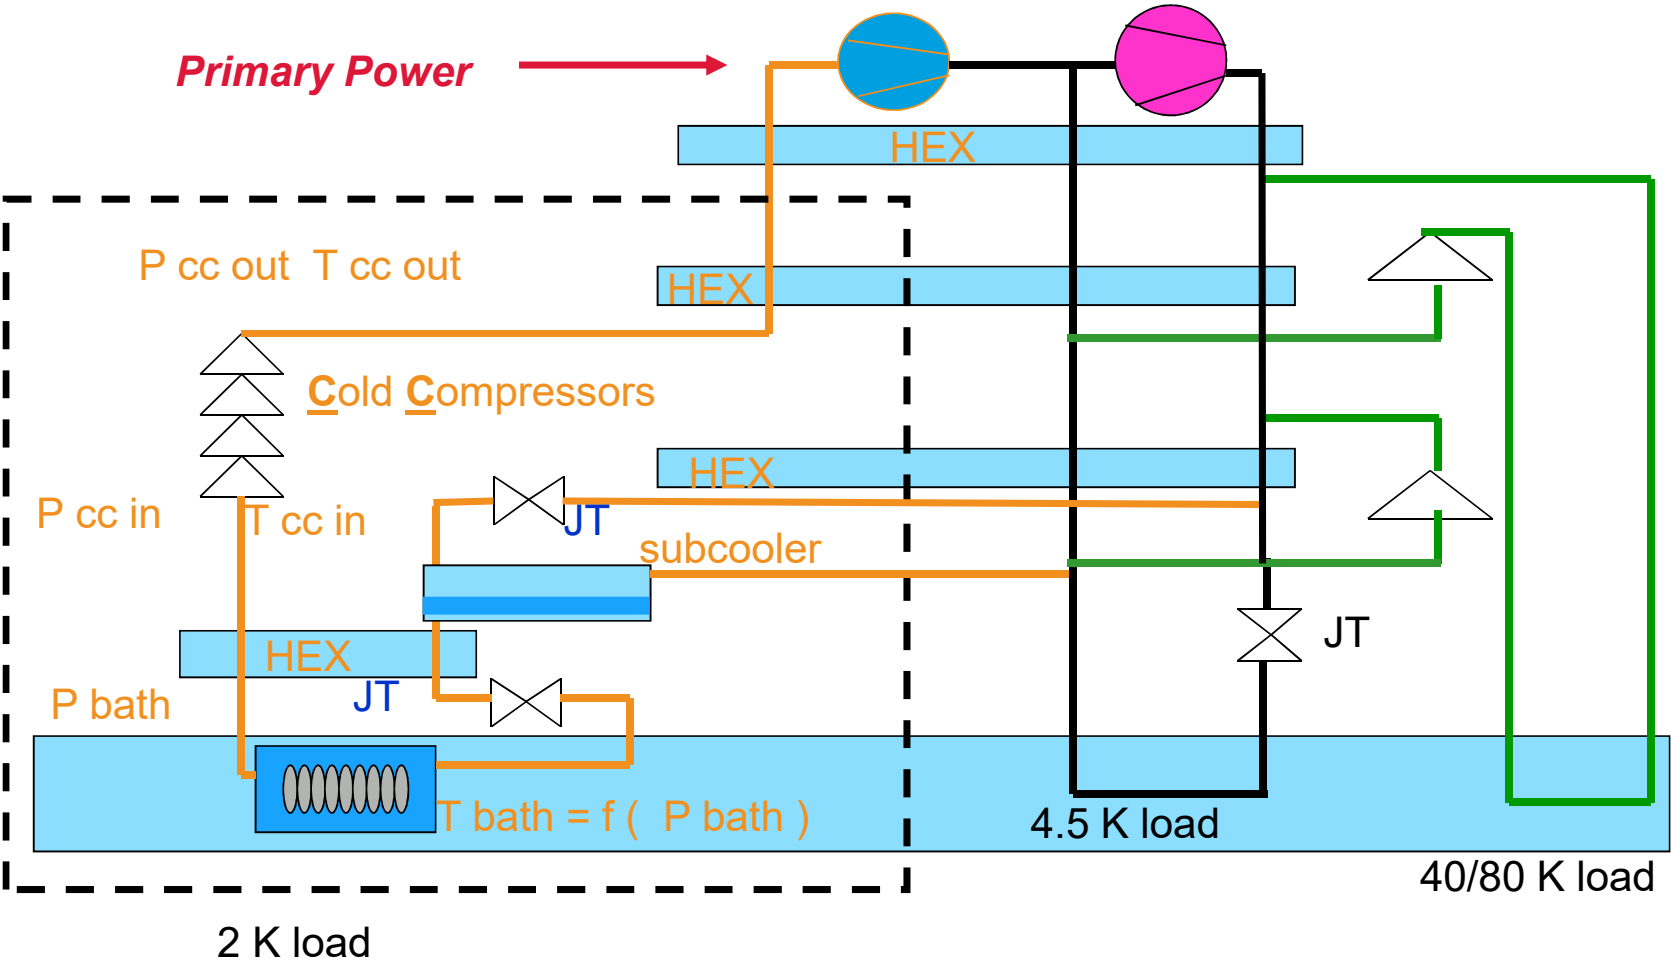 Primary Power
HEX
P cc out  T cc out
HEX
Cold Compressors
HEX
P cc in
T cc in
JT
subcooler
JT
HEX
JT
P bath
T bath = f (  P bath )
4.5 K load
40/80 K load
2 K load